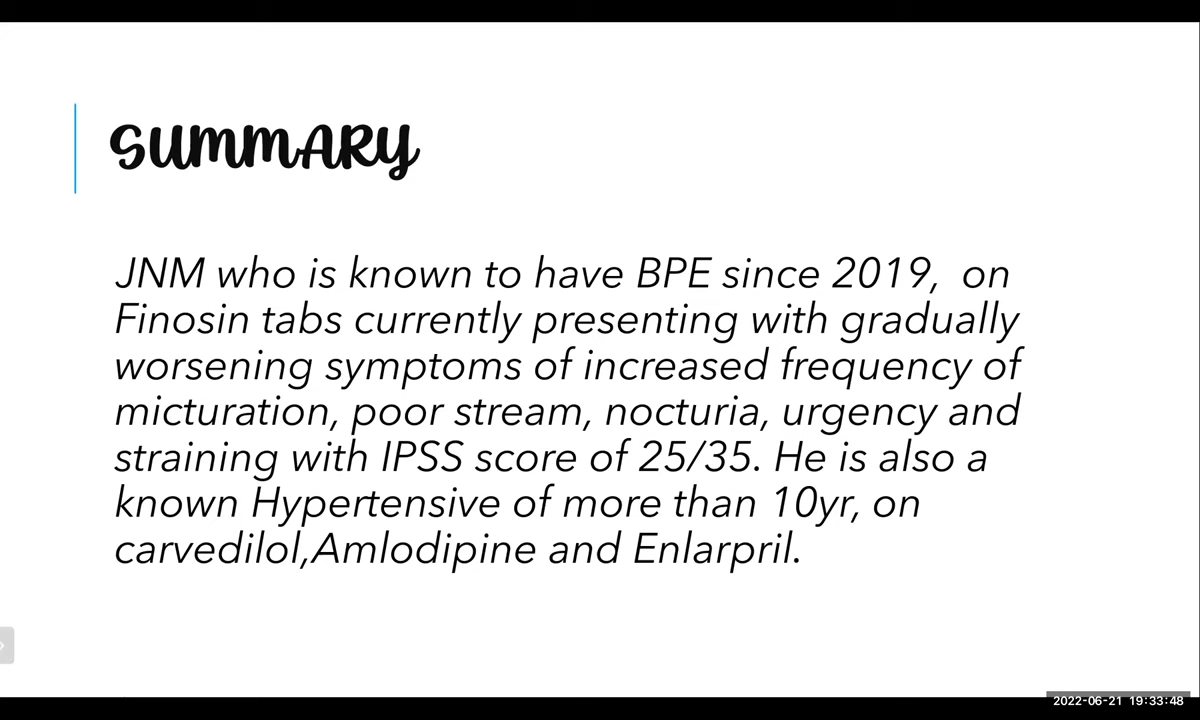 SUMMARY
JNM who is known to have BPE since 2019, on
Finosin tabs currently presenting with gradually
worsening symptoms of increased frequency of
micturation, poor stream, nocturia, urgency and
straining with IPSS score of 25/35. He is also a
known Hypertensive of more than 10yr, on
carvedilol,Amlodipine and Enlarpril.
2022-06-21 19:33:48